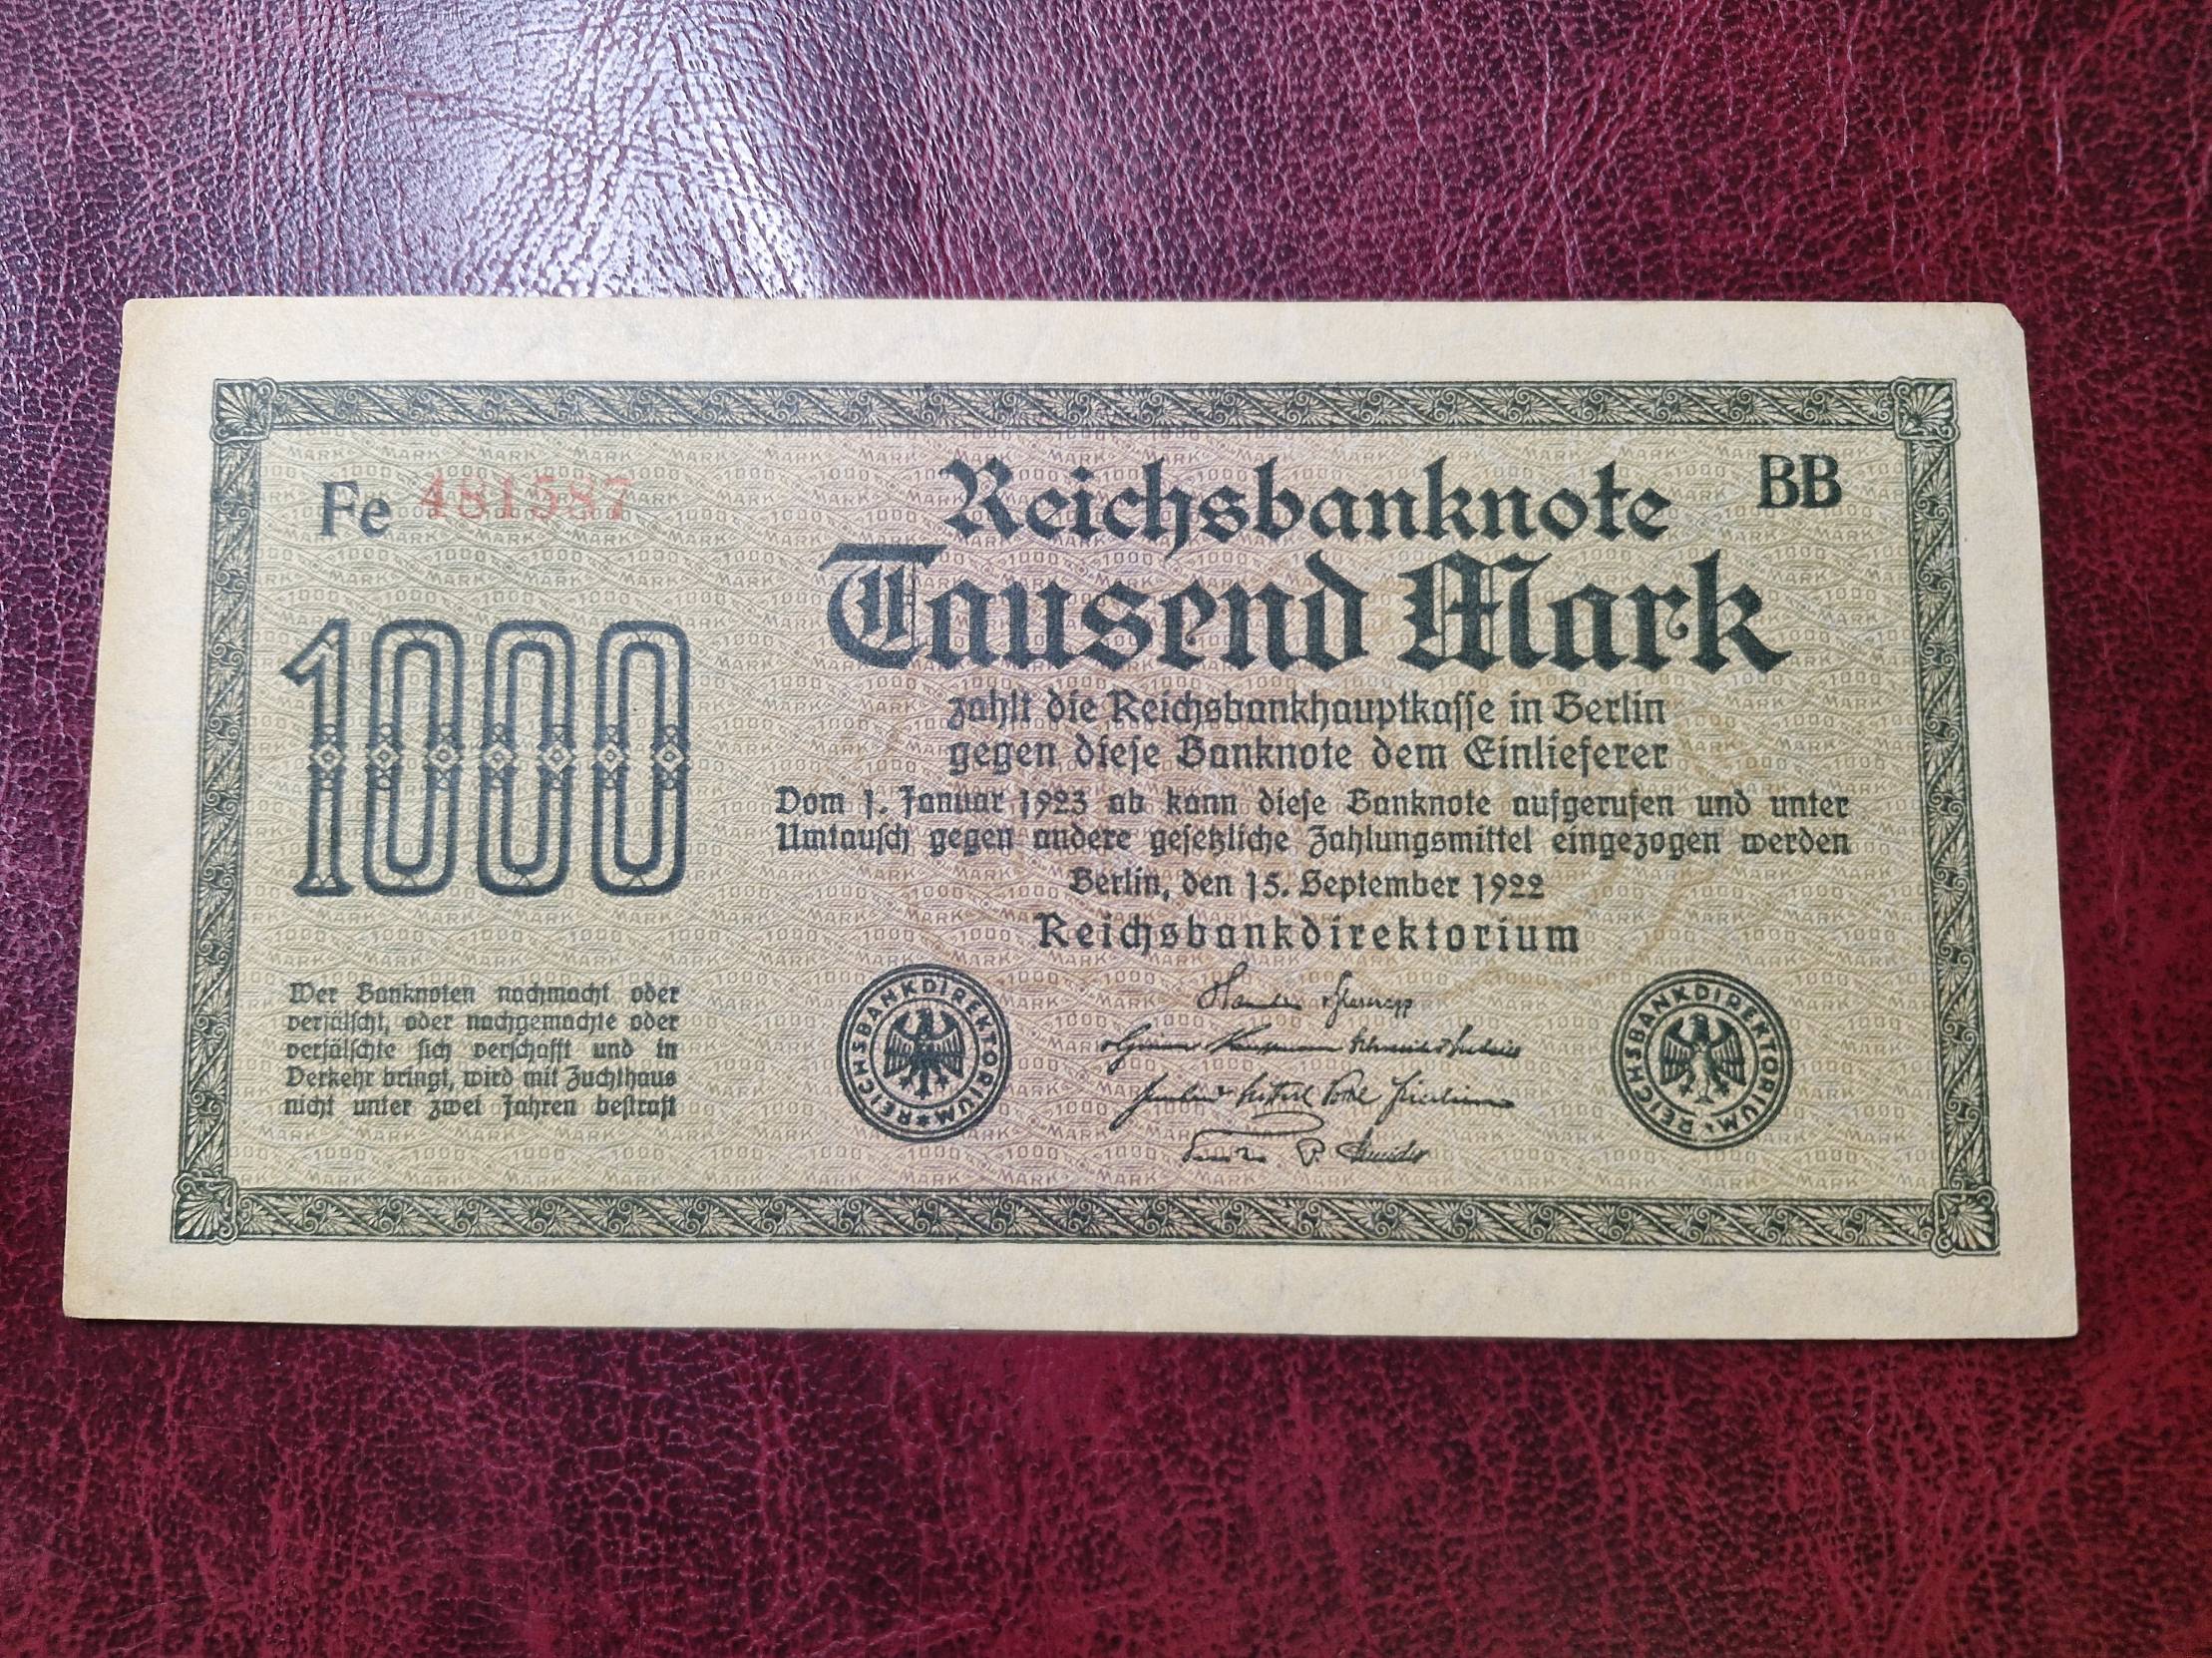 Fe 481587
Reichsbanknote
BB
Tausend Mark
1000
zahlt die Reichsbankhauptkasse in Berlin
gegen diese Banknote dem Einlieferer
Vom 1. Januar 1923 ab kann diese Banknote aufgerufen und unter
Umtausch gegen andere gesetzliche Zahlungsmittel eingezogen werden
Berlin, den 15. September 1922
Reichsbankdirektorium
Wer Banknoten nachmacht oder
verfälscht, oder nachgemachte oder
verfälschte sich verschafft und in
Verkehr bringt, wird mit Zuchthaus
nicht unter zwei Jahren bestraft
REICHSBANKDIREKTORIUM
REICHSBANKDIREKTORIUM